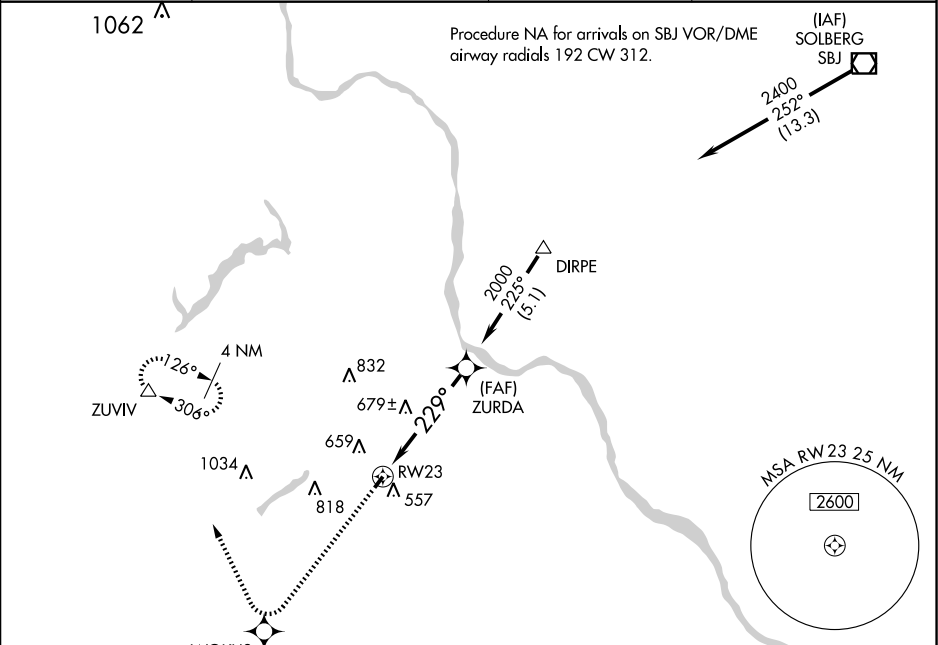 1062
Procedure NA for arrivals on SBJ VOR/DME
airway radials 192 CW 312.
(IAF)
SOLBERG
SBJ
2400
252°
(13.3)
DIRPE
2000
225°
(5.1)
4 NM
126°
306°
ZUVIV
832
679±
(FAF)
ZURDA
229°
659
1034
RW23
557
818
MSA RW23 25 NM
2600